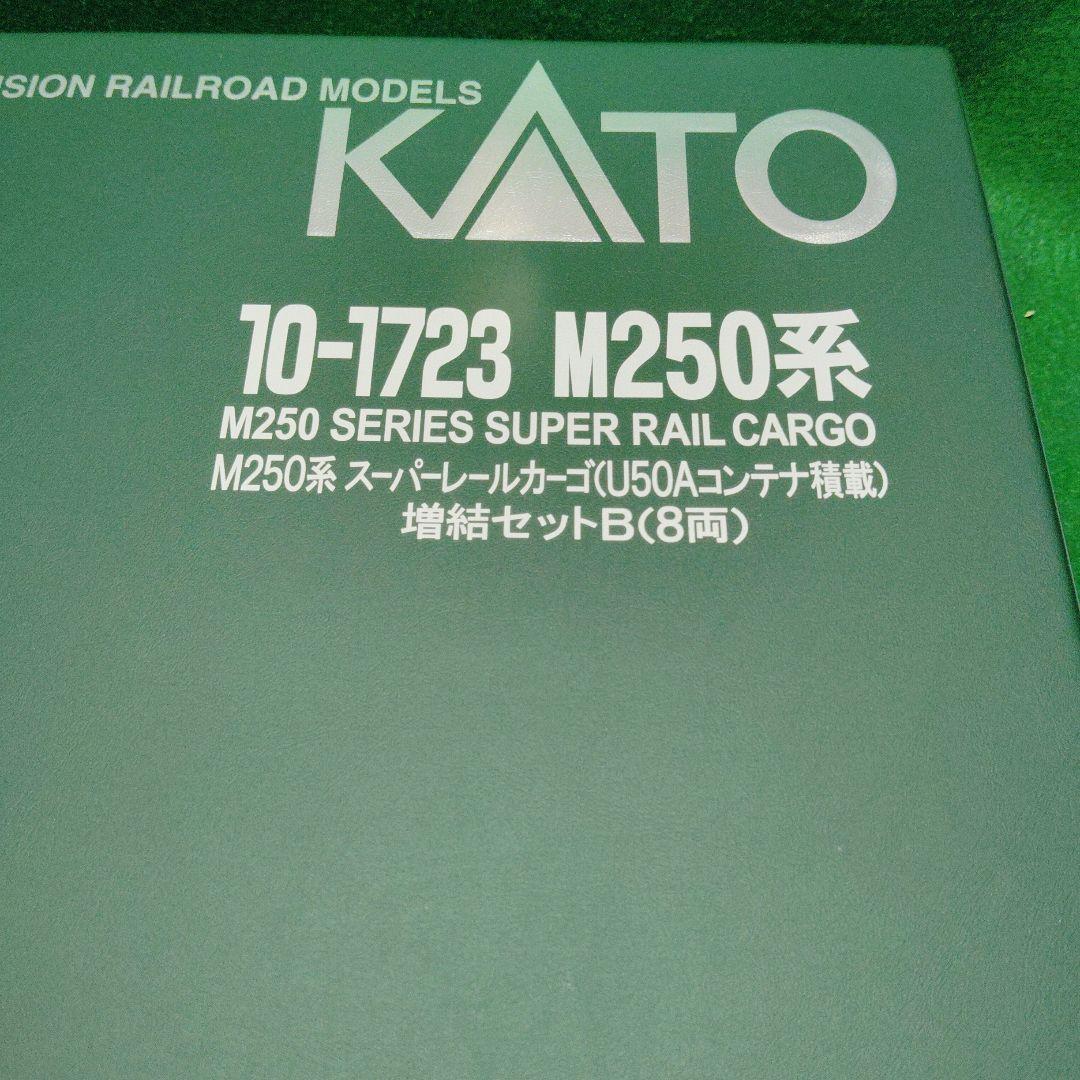 RAILROAD MODELS
KATO
10-1723 M250系
M250 SERIES SUPER RAIL CARGO
M250系 スーパーレールカーゴ(U50Aコンテナ積載)
増結セットB(8両)